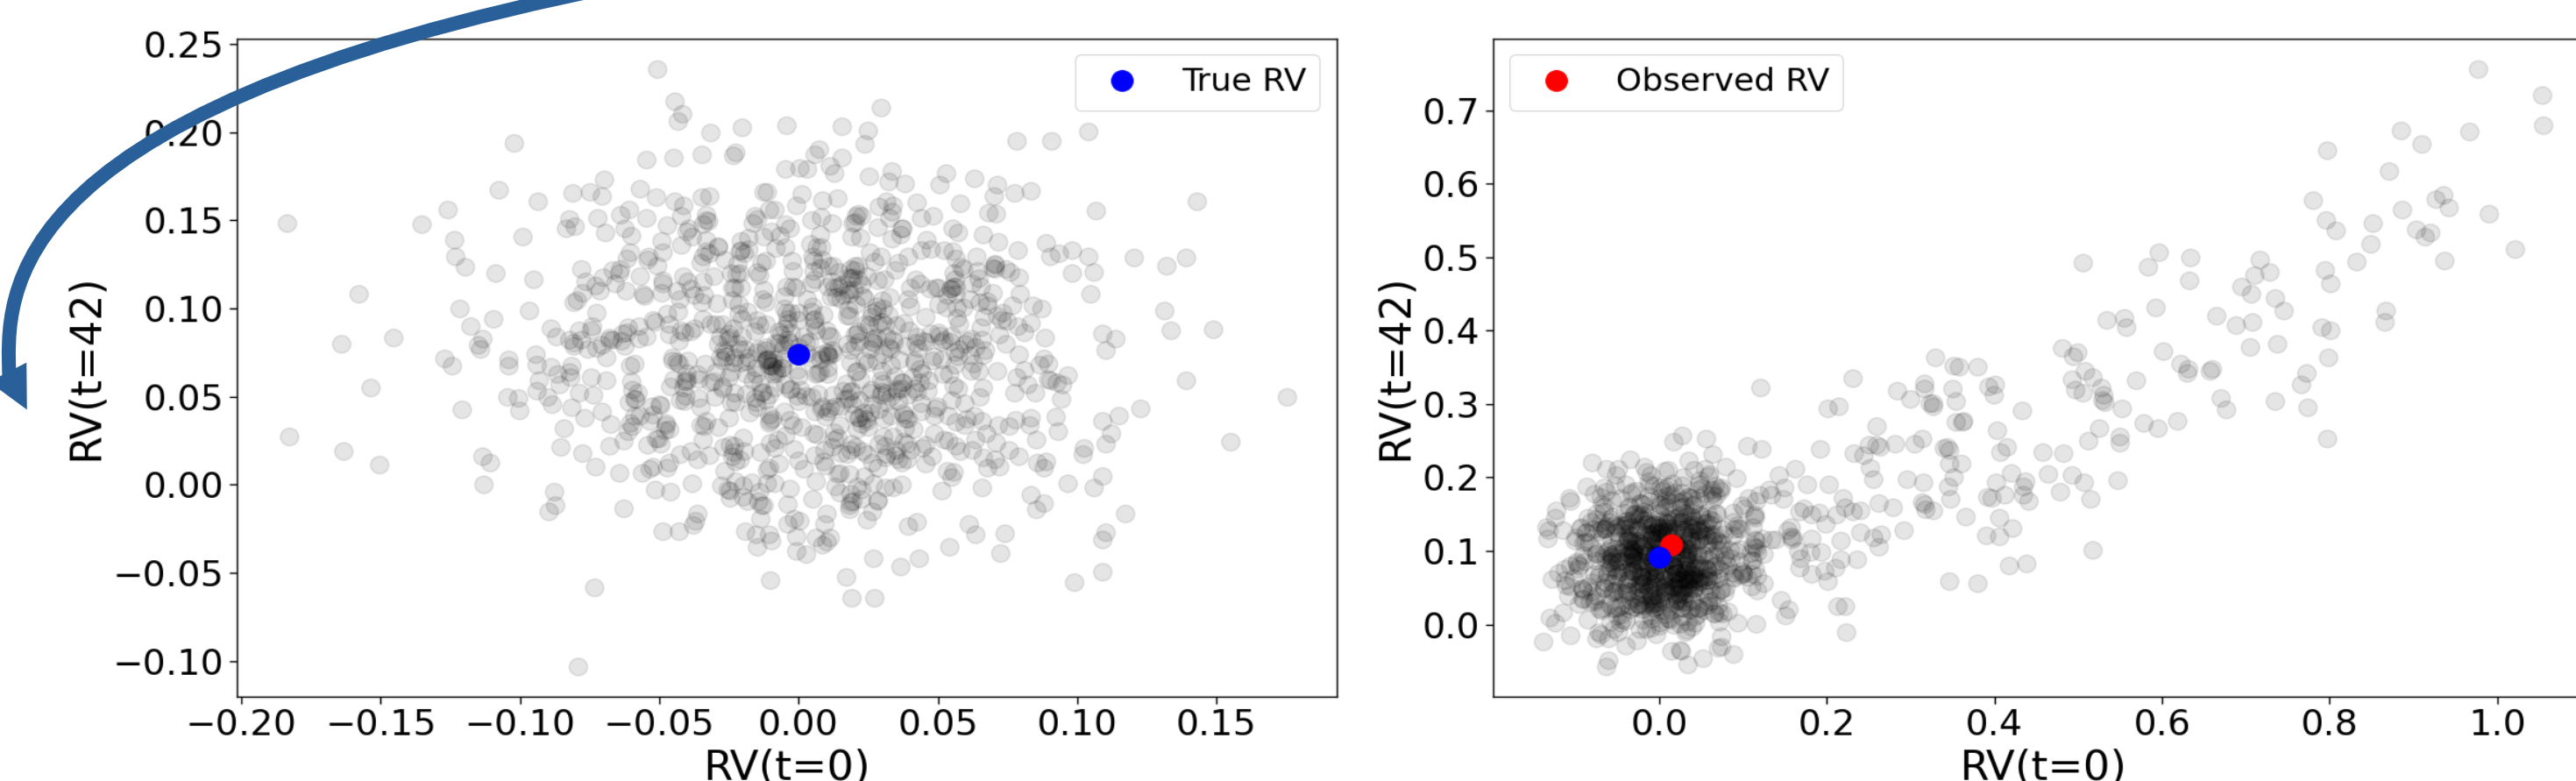 0.25
0.20
0.15
0.10
0.05
0.00
−0.05
−0.10
RV(t=42)
True RV
−0.20 −0.15 −0.10 −0.05 0.00 0.05 0.10 0.15
RV(t=0)
0.7
0.6
0.5
0.4
0.3
0.2
0.1
0.0
RV(t=42)
Observed RV
0.0 0.2 0.4 0.6 0.8 1.0
RV(t=0)